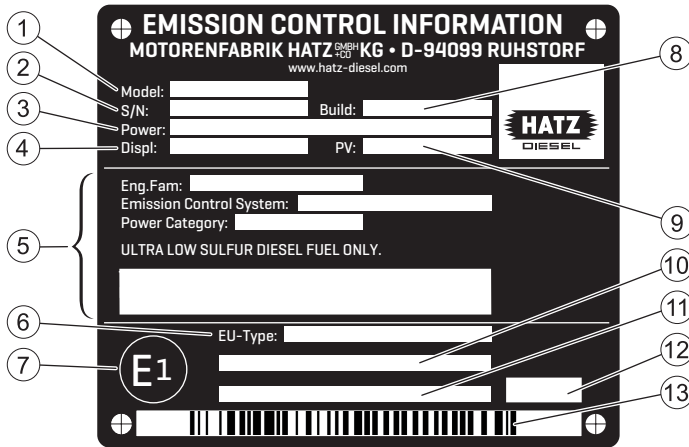 EMISSION CONTROL INFORMATION
MOTORENFABRIK HATZ GMBH +CO KG • D-94099 RUHSTORF
www.hatz-diesel.com
1
Model:
2
S/N:
Build:
8
3
Power:
4
Displ:
PV:
9
HATZ
DIESEL
5
Eng.Fam:
Emission Control System:
Power Category:
ULTRA LOW SULFUR DIESEL FUEL ONLY.
10
11
6
EU-Type:
7
E1
12
13